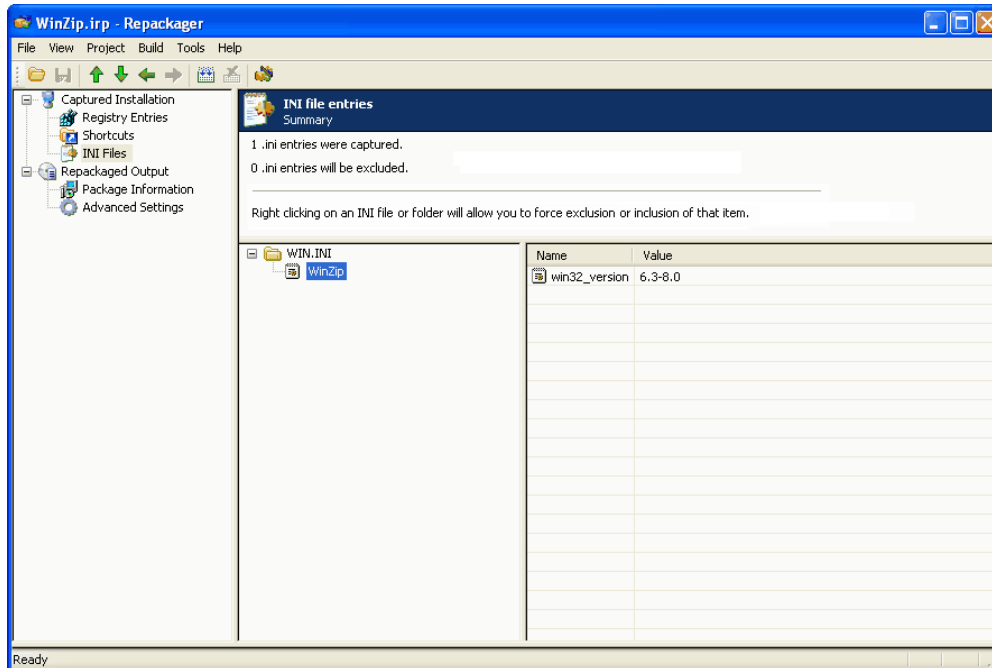 WinZip.irp - Repackager
File View Project Build Tools Help
Captured Installation
Registry Entries
Shortcuts
INI Files
Repackaged Output
Package Information
Advanced Settings
INI file entries
Summary
1 .ini entries were captured.
0 .ini entries will be excluded.
Right clicking on an INI file or folder will allow you to force exclusion or inclusion of that item.
WIN.INI
WinZip
Name Value
win32_version 6.3-8.0
Ready